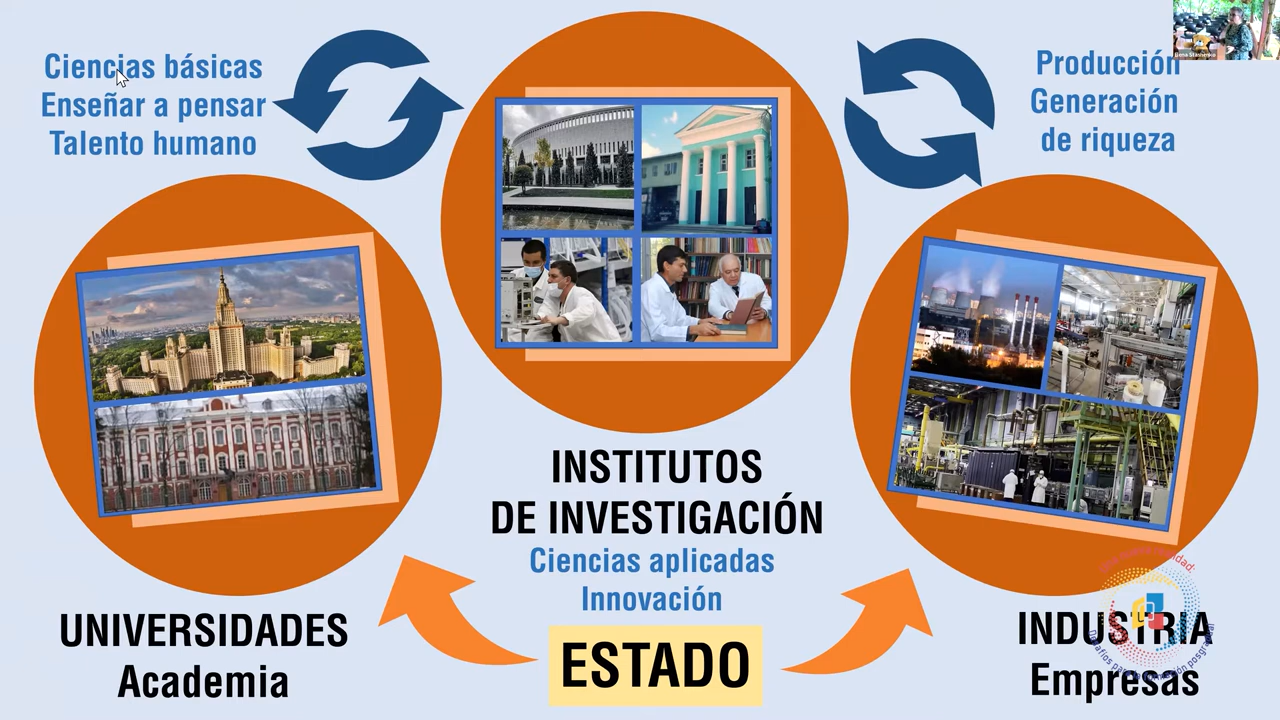 Ciencias básicas
Enseñar a pensar
Talento humano
Producción
Generación
de riqueza
INSTITUTOS
DE INVESTIGACIÓN
Ciencias aplicadas
Innovación
UNIVERSIDADES
Academia
ESTADO
INDUSTRIA
Empresas